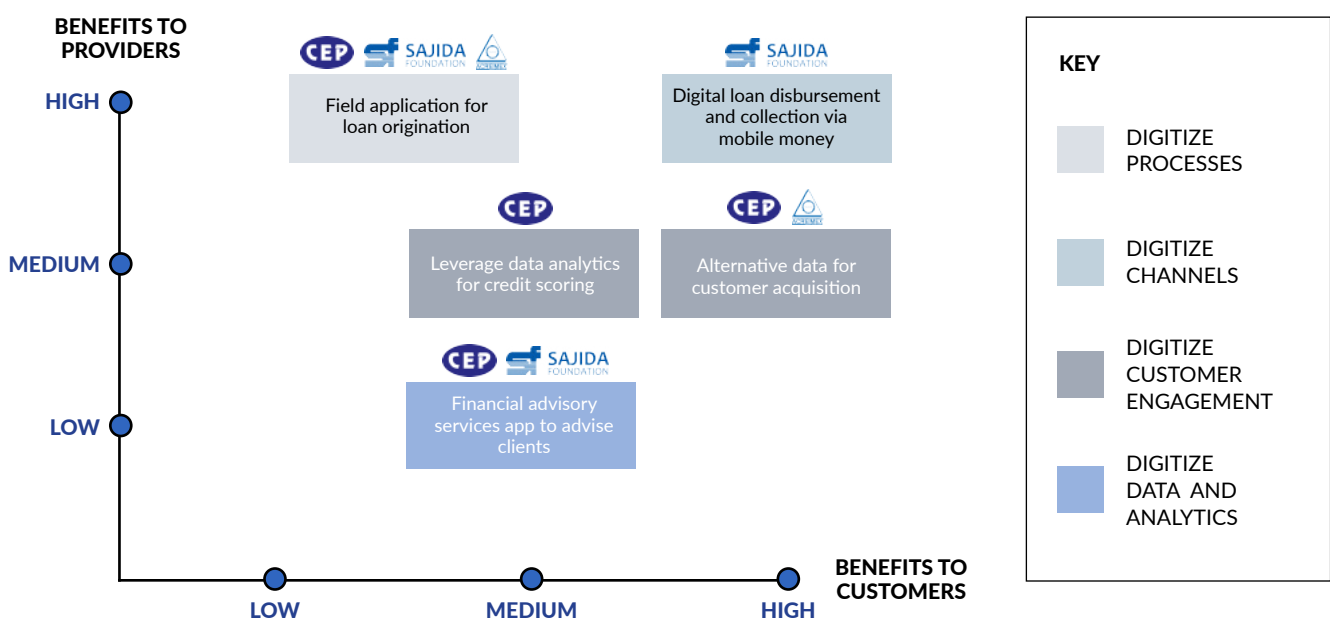 BENEFITS TO
PROVIDERS
HIGH
MEDIUM
LOW
CEP
SAJIDA
FOUNDATION
ACREIMEX
Field application for
loan origination
SAJIDA
FOUNDATION
Digital loan disbursement
and collection via
mobile money
CEP
Leverage data analytics
for credit scoring
CEP
ACREIMEX
Alternative data for
customer acquisition
CEP
SAJIDA
FOUNDATION
Financial advisory
services app to advise
clients
LOW
MEDIUM
HIGH
BENEFITS TO
CUSTOMERS
KEY
DIGITIZE
PROCESSES
DIGITIZE
CHANNELS
DIGITIZE
CUSTOMER
ENGAGEMENT
DIGITIZE
DATA AND
ANALYTICS